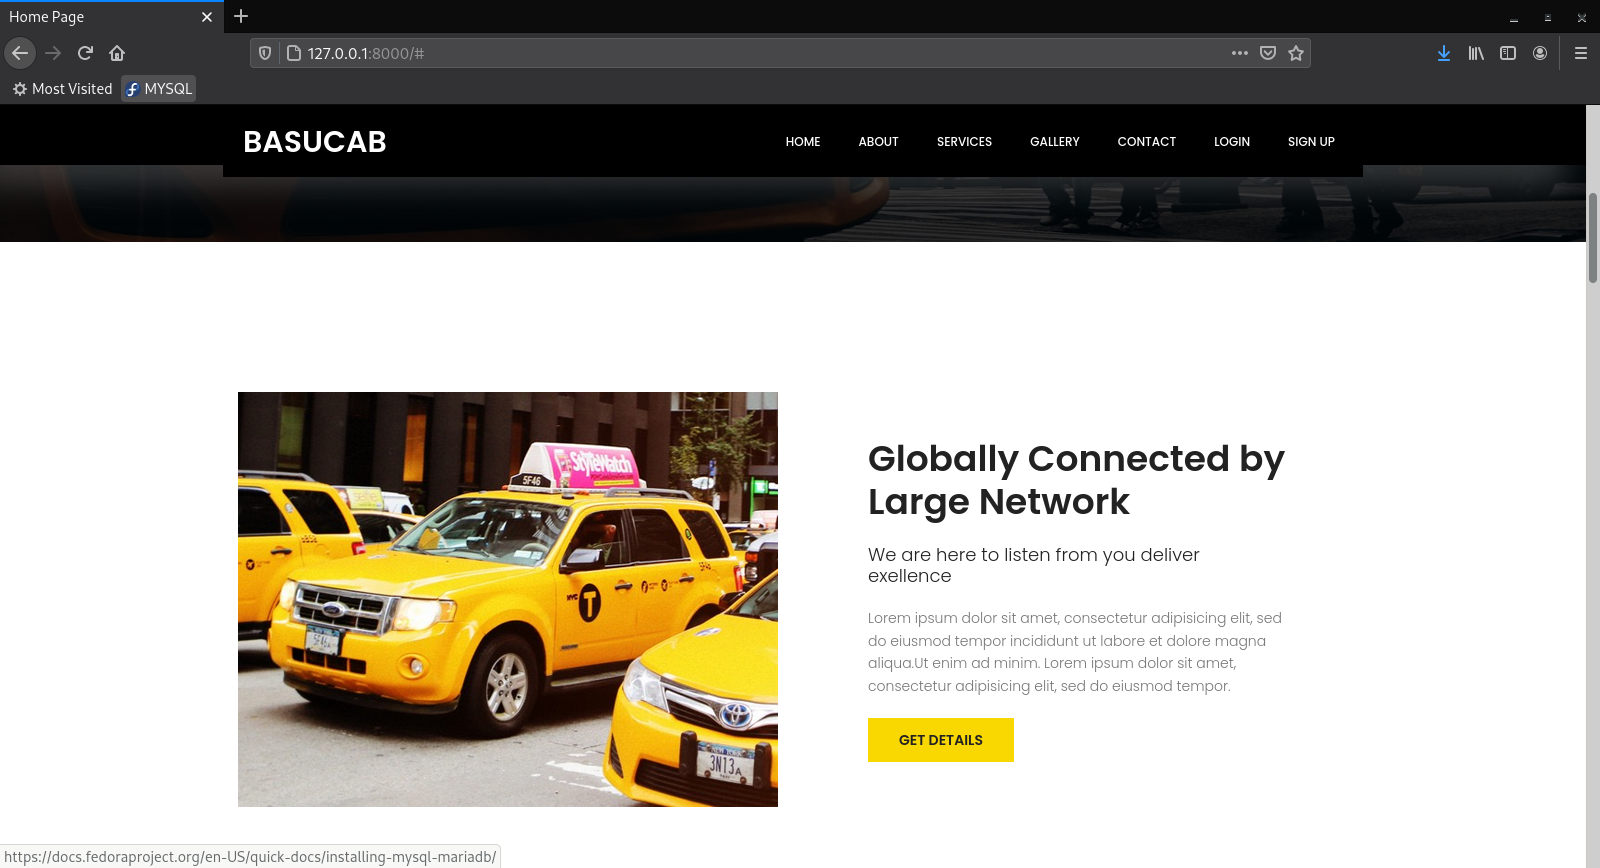 Home Page
127.0.0.1:8000/#
Most Visited
MYSQL
BASUCAB
HOME ABOUT SERVICES GALLERY CONTACT LOGIN SIGN UP
StyleWatch
5F46
NYC T
3N13A
Globally Connected by
Large Network
We are here to listen from you deliver
exellence
Lorem ipsum dolor sit amet, consectetur adipisicing elit, sed
do eiusmod tempor incididunt ut labore et dolore magna
aliqua.Ut enim ad minim. Lorem ipsum dolor sit amet,
consectetur adipisicing elit, sed do eiusmod tempor.
GET DETAILS
https://docs.fedoraproject.org/en-US/quick-docs/installing-mysql-mariadb/